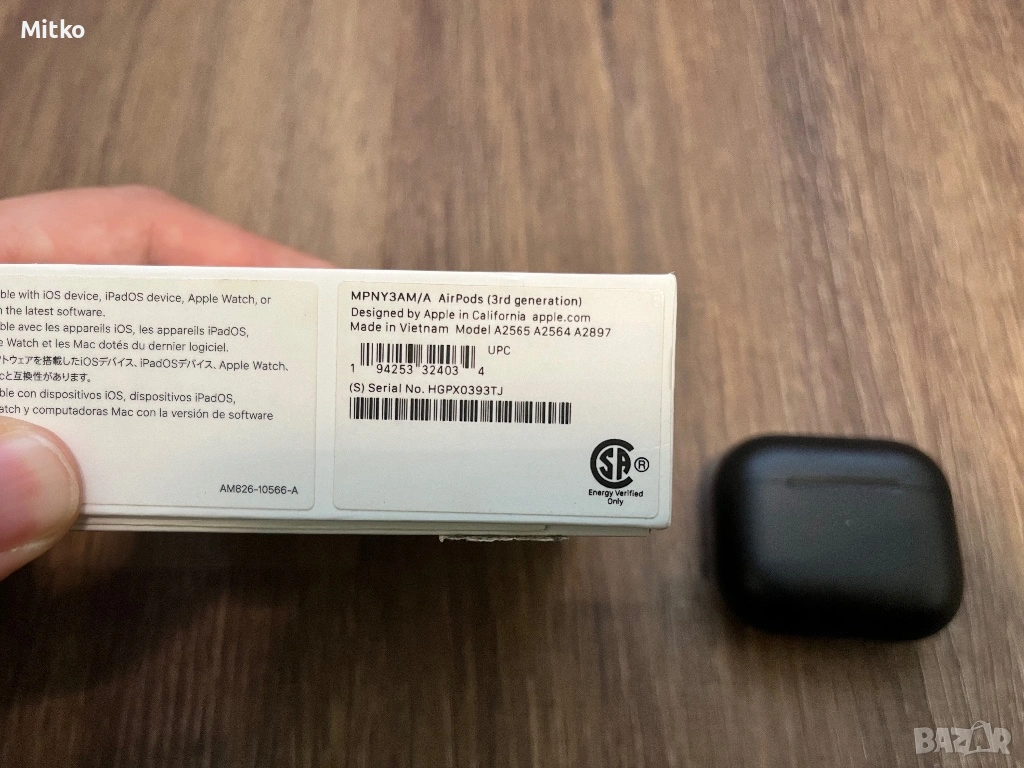 Mitko
ble with iOS device, iPadOS device, Apple Watch, or
n the latest software.
ble avec les appareils iOS, les appareils iPadOS,
e Watch et les Mac dotés du dernier logiciel.
トウェアを搭載したiOSデバイス、iPadOSデバイス、Apple Watch、
cと互換性があります。
ble con dispositivos iOS, dispositivos iPadOS,
atch y computadoras Mac con la versión de software
AM826-10566-A
MPNY3AM/A AirPods (3rd generation)
Designed by Apple in California apple.com
Made in Vietnam Model A2565 A2564 A2897
UPC
1 94253 32403 4
(S) Serial No. HGPX0393TJ
SA ®
Energy Verified
Only
BAZAR